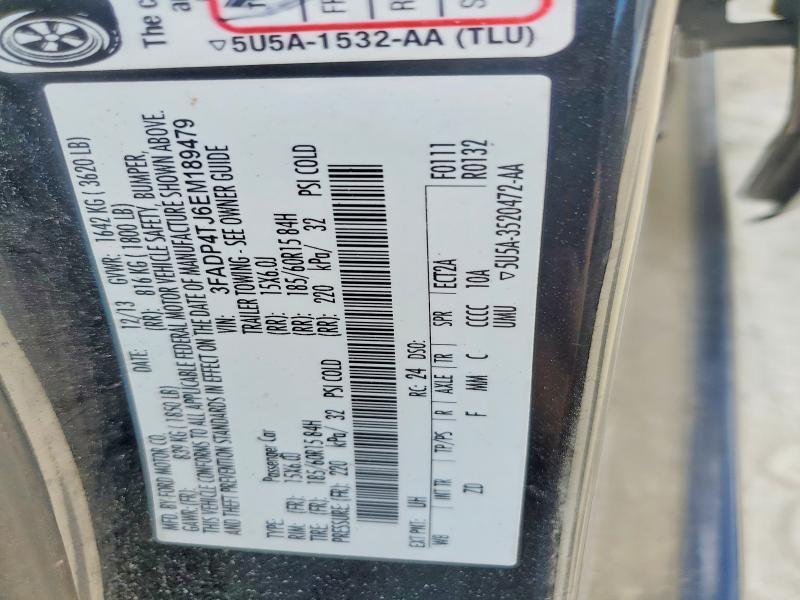 The c
an
FR
R
S
▽5U5A-1532-AA (TLU)
MFD. BY FORD MOTOR CO.
DATE: 12/13 GVWR: 1642 KG ( 3620 LB)
GAWR: (FR): 839 KG ( 1850 LB) (RR): 816 KG ( 1800 LB)
THIS VEHICLE CONFORMS TO ALL APPLICABLE FEDERAL MOTOR VEHICLE SAFETY, BUMPER,
AND THEFT PREVENTION STANDARDS IN EFFECT ON THE DATE OF MANUFACTURE SHOWN ABOVE.
VIN: 3FADP4TJ6EM189479
TYPE: Passenger Car TRAILER TOWING - SEE OWNER GUIDE
RIM: (FR): 15X6.0J (RR): 15X6.0J
TIRE: (FR): 185/60R15 84H (RR): 185/60R15 84H
PRESSURE (FR): 220 kPa/ 32 PSI COLD (RR): 220 kPa/ 32 PSI COLD
EXT PNT: UH RC: 24 DSO: F0111
WB INT TR TP/PS R AXLE TR SPR ECT2A R0132
ZD F MM C CCCC 10A
UMU ▽5U5A-3520472-AA